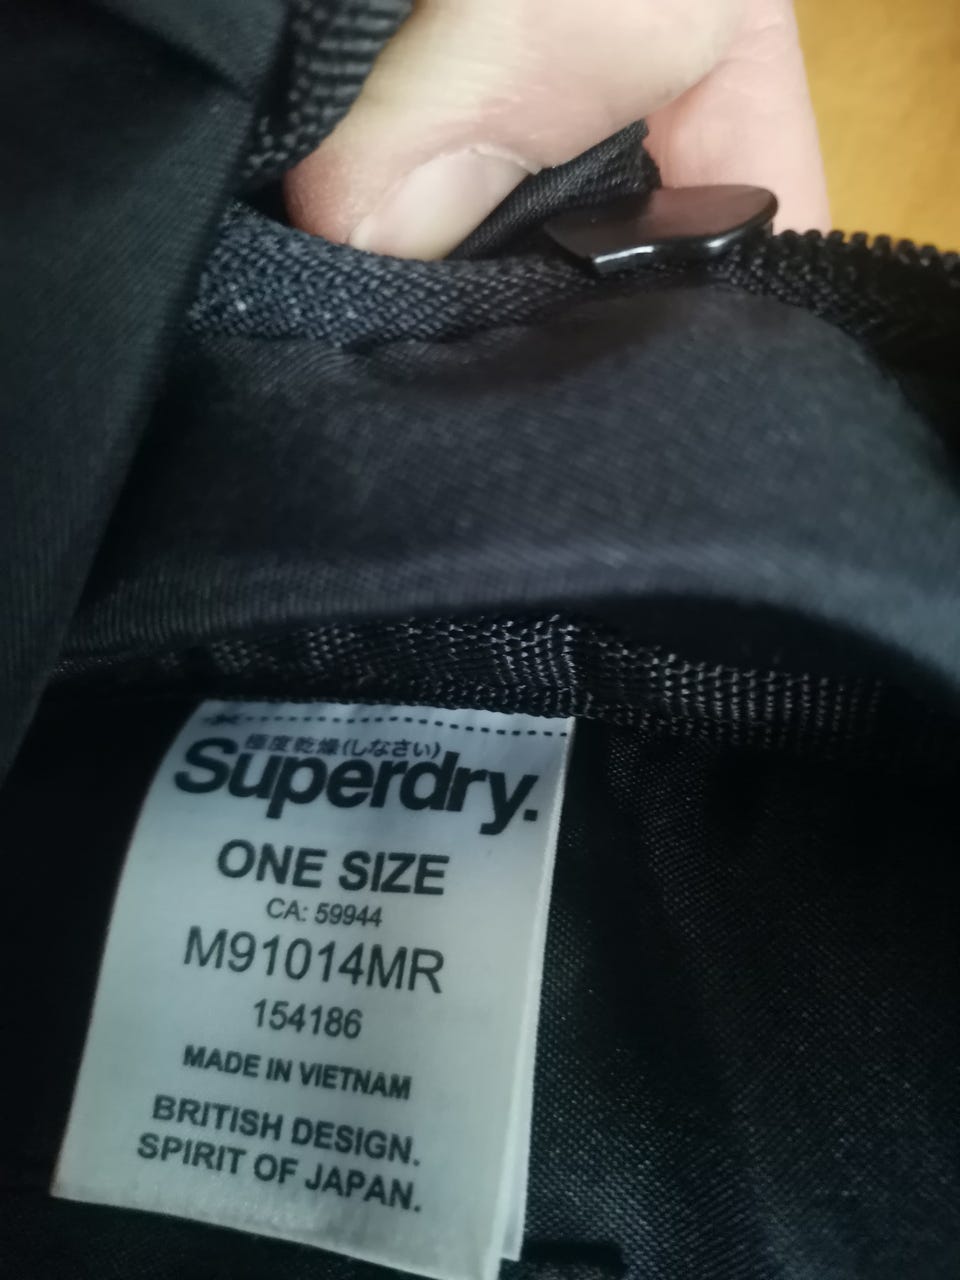 極度乾燥(しなさい)
Superdry.
ONE SIZE
CA: 59944
M91014MR
154186
MADE IN VIETNAM
BRITISH DESIGN.
SPIRIT OF JAPAN.